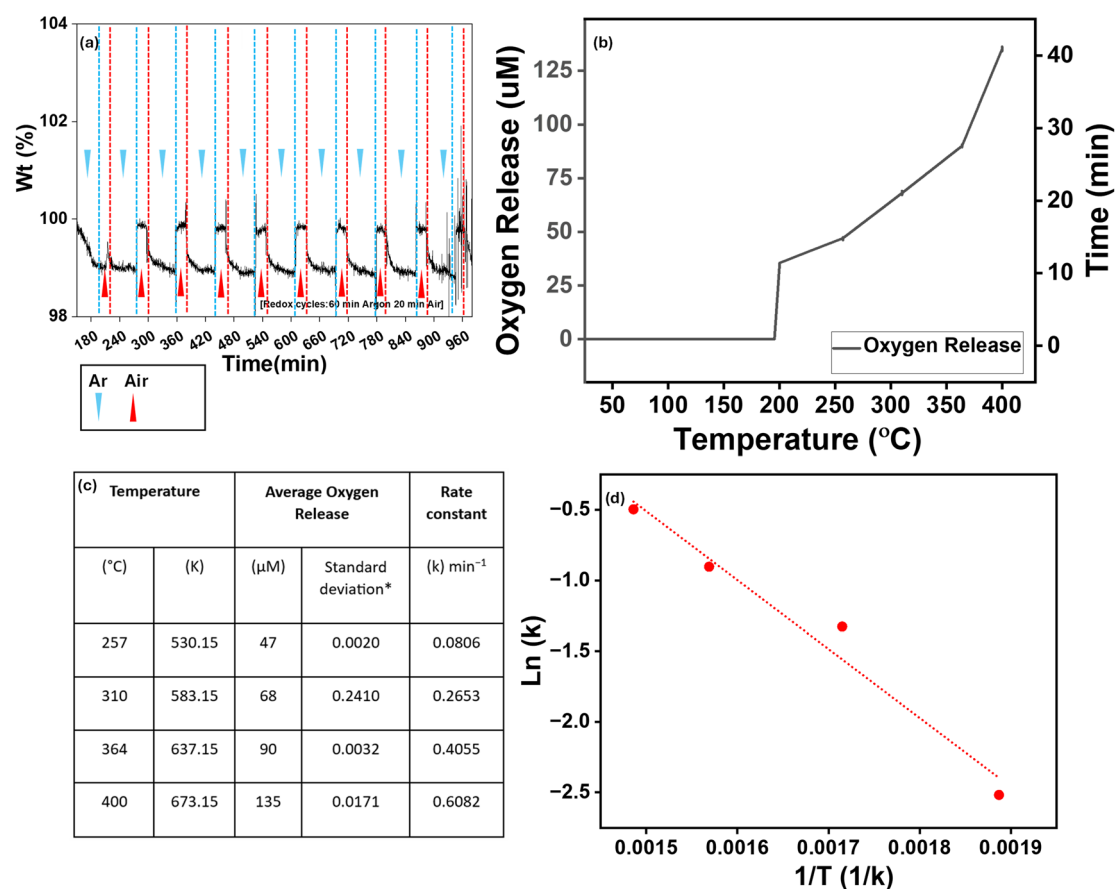 104
(a)
102
100
98
Wt (%)
[Redox cycles:60 min Argon 20 min Air]
180 240 300 360 420 480 540 600 660 720 780 840 900 960
Time(min)
Ar Air
(b)
125
100
75
50
25
0
Oxygen Release (uM)
40
30
20
10
0
Time (min)
Oxygen Release
50 100 150 200 250 300 350 400
Temperature (°C)
(c) Temperature Average Oxygen Release Rate constant
(°C) (K) (μM) Standard deviation* (k) min⁻¹
257 530.15 47 0.0020 0.0806
310 583.15 68 0.2410 0.2653
364 637.15 90 0.0032 0.4055
400 673.15 135 0.0171 0.6082
(d)
−0.5
−1.0
−1.5
−2.0
−2.5
Ln (k)
0.0015 0.0016 0.0017 0.0018 0.0019
1/T (1/k)